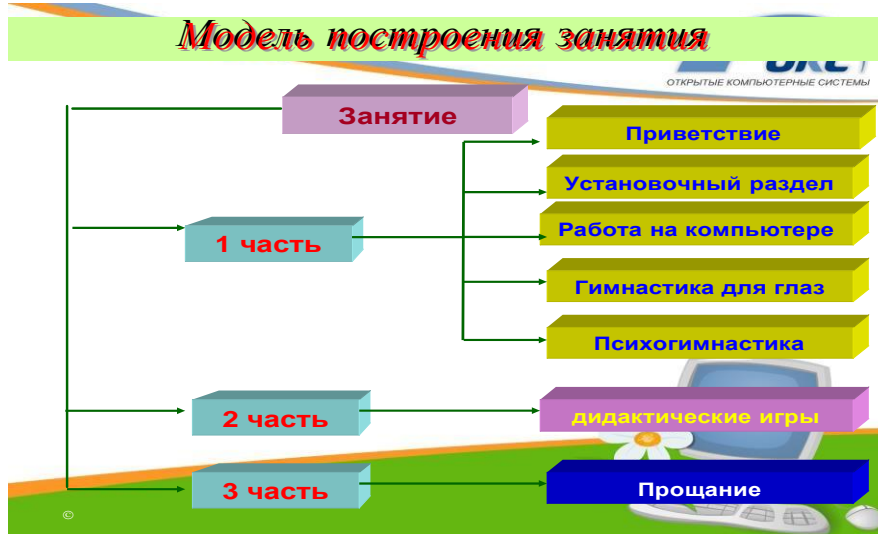 Модель построения занятия
ОТКРЫТЫЕ КОМПЬЮТЕРНЫЕ СИСТЕМЫ
Занятие
Приветствие
Установочный раздел
1 часть
Работа на компьютере
Гимнастика для глаз
Психогимнастика
2 часть
дидактические игры
3 часть
Прощание
©